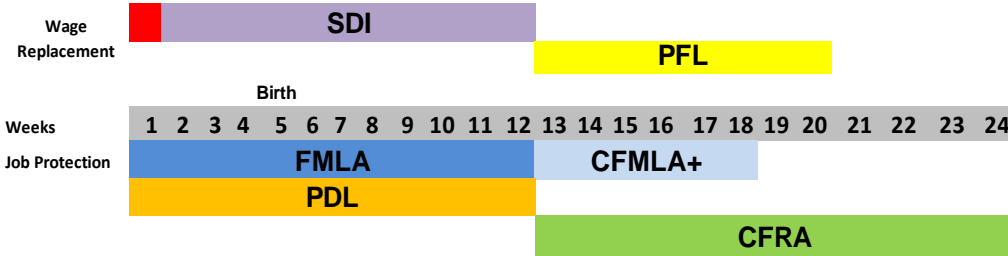 Wage
Replacement
SDI
PFL
Birth
Weeks 1 2 3 4 5 6 7 8 9 10 11 12 13 14 15 16 17 18 19 20 21 22 23 24
Job Protection FMLA CFMLA+
PDL
CFRA